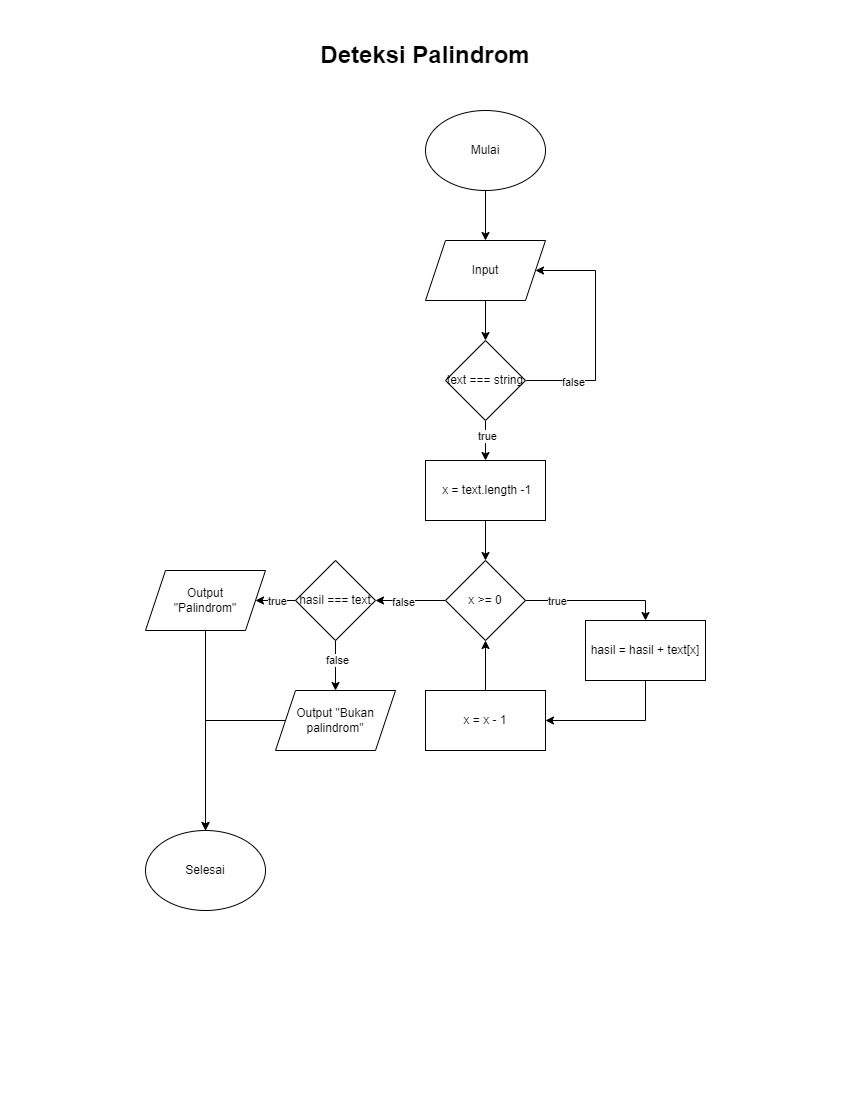 Deteksi Palindrom
Mulai
Input
text === string
false
true
x = text.length -1
Output
"Palindrom"
true
hasil === text
false
x >= 0
true
hasil = hasil + text[x]
false
Output "Bukan
palindrom"
x = x - 1
Selesai